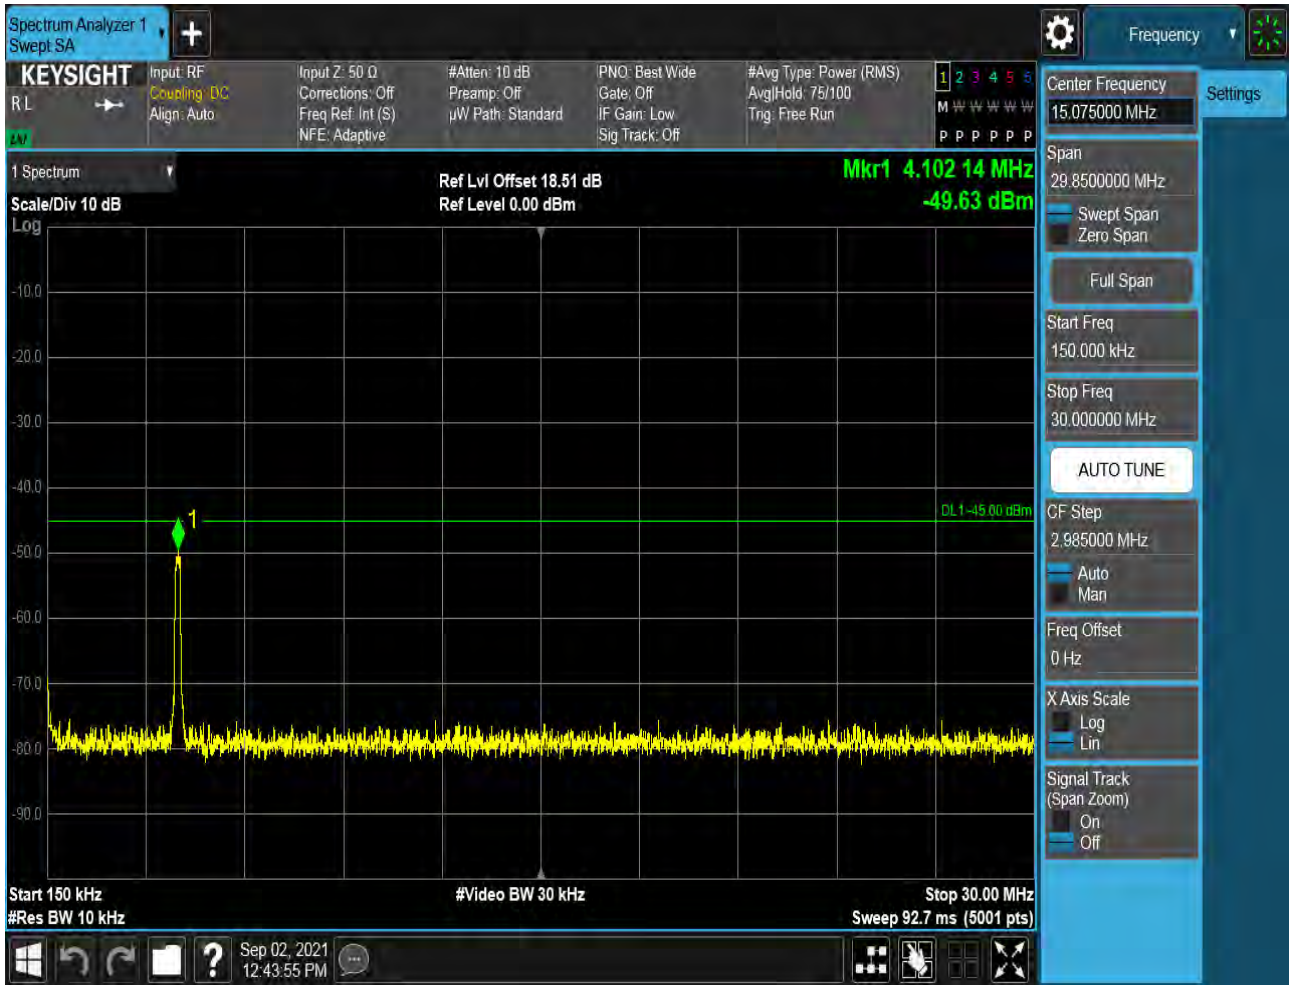 Spectrum Analyzer 1
Swept SA
Frequency
KEYSIGHT
R L
LXI
Input: RF
Coupling: DC
Align: Auto
Input Z: 50 Ω
Corrections: Off
Freq Ref: Int (S)
NFE: Adaptive
#Atten: 10 dB
Preamp: Off
µW Path: Standard
PNO: Best Wide
Gate: Off
IF Gain: Low
Sig Track: Off
#Avg Type: Power (RMS)
Avg|Hold: 75/100
Trig: Free Run
1 2 3 4 5 6
M W W W W W
P P P P P P
1 Spectrum
Scale/Div 10 dB
Log
Ref Lvl Offset 18.51 dB
Ref Level 0.00 dBm
Mkr1 4.102 14 MHz
-49.63 dBm
-10.0
-20.0
-30.0
-40.0
-50.0
-60.0
-70.0
-80.0
-90.0
1
DL1 -45.00 dBm
Start 150 kHz
#Res BW 10 kHz
#Video BW 30 kHz
Stop 30.00 MHz
Sweep 92.7 ms (5001 pts)
Sep 02, 2021
12:43:55 PM
?
Center Frequency
15.075000 MHz
Settings
Span
29.8500000 MHz
Swept Span
Zero Span
Full Span
Start Freq
150.000 kHz
Stop Freq
30.000000 MHz
AUTO TUNE
CF Step
2.985000 MHz
Auto
Man
Freq Offset
0 Hz
X Axis Scale
Log
Lin
Signal Track
(Span Zoom)
On
Off